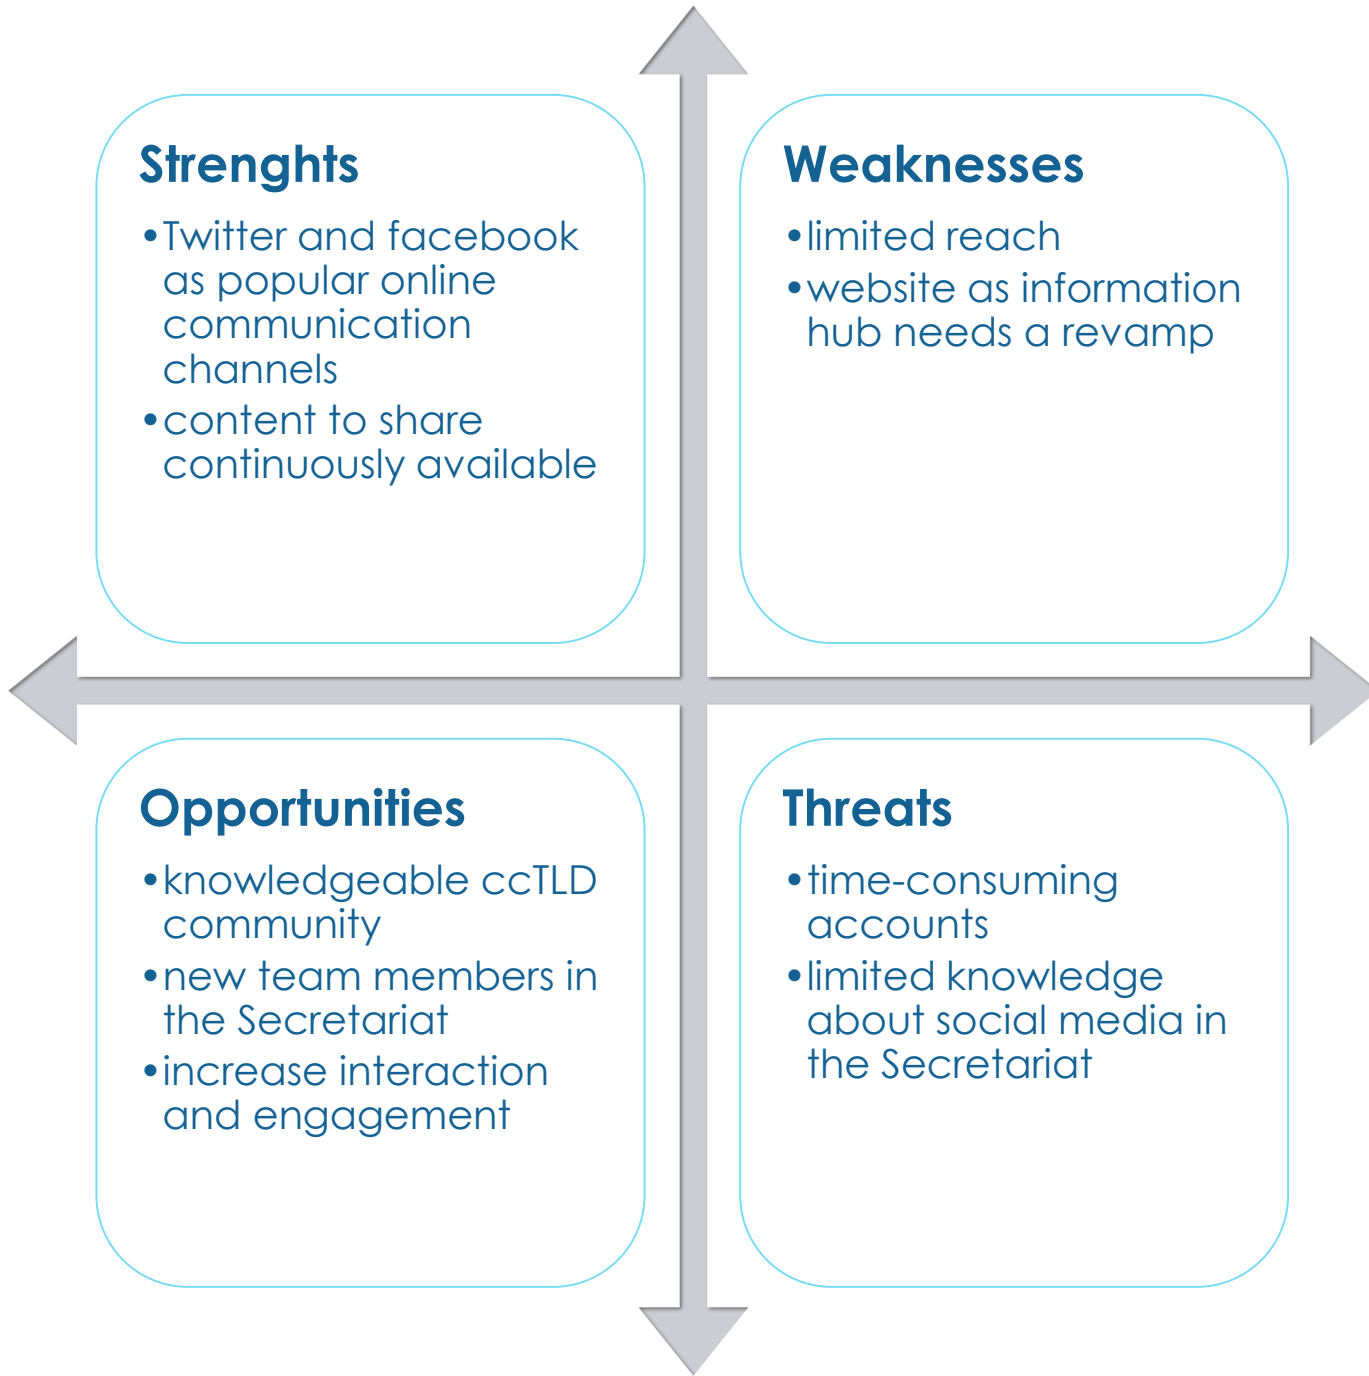 Strenghts
•Twitter and facebook
as popular online
communication
channels
•content to share
continuously available
Weaknesses
•limited reach
•website as information
hub needs a revamp
Opportunities
•knowledgeable ccTLD
community
•new team members in
the Secretariat
•increase interaction
and engagement
Threats
•time-consuming
accounts
•limited knowledge
about social media in
the Secretariat